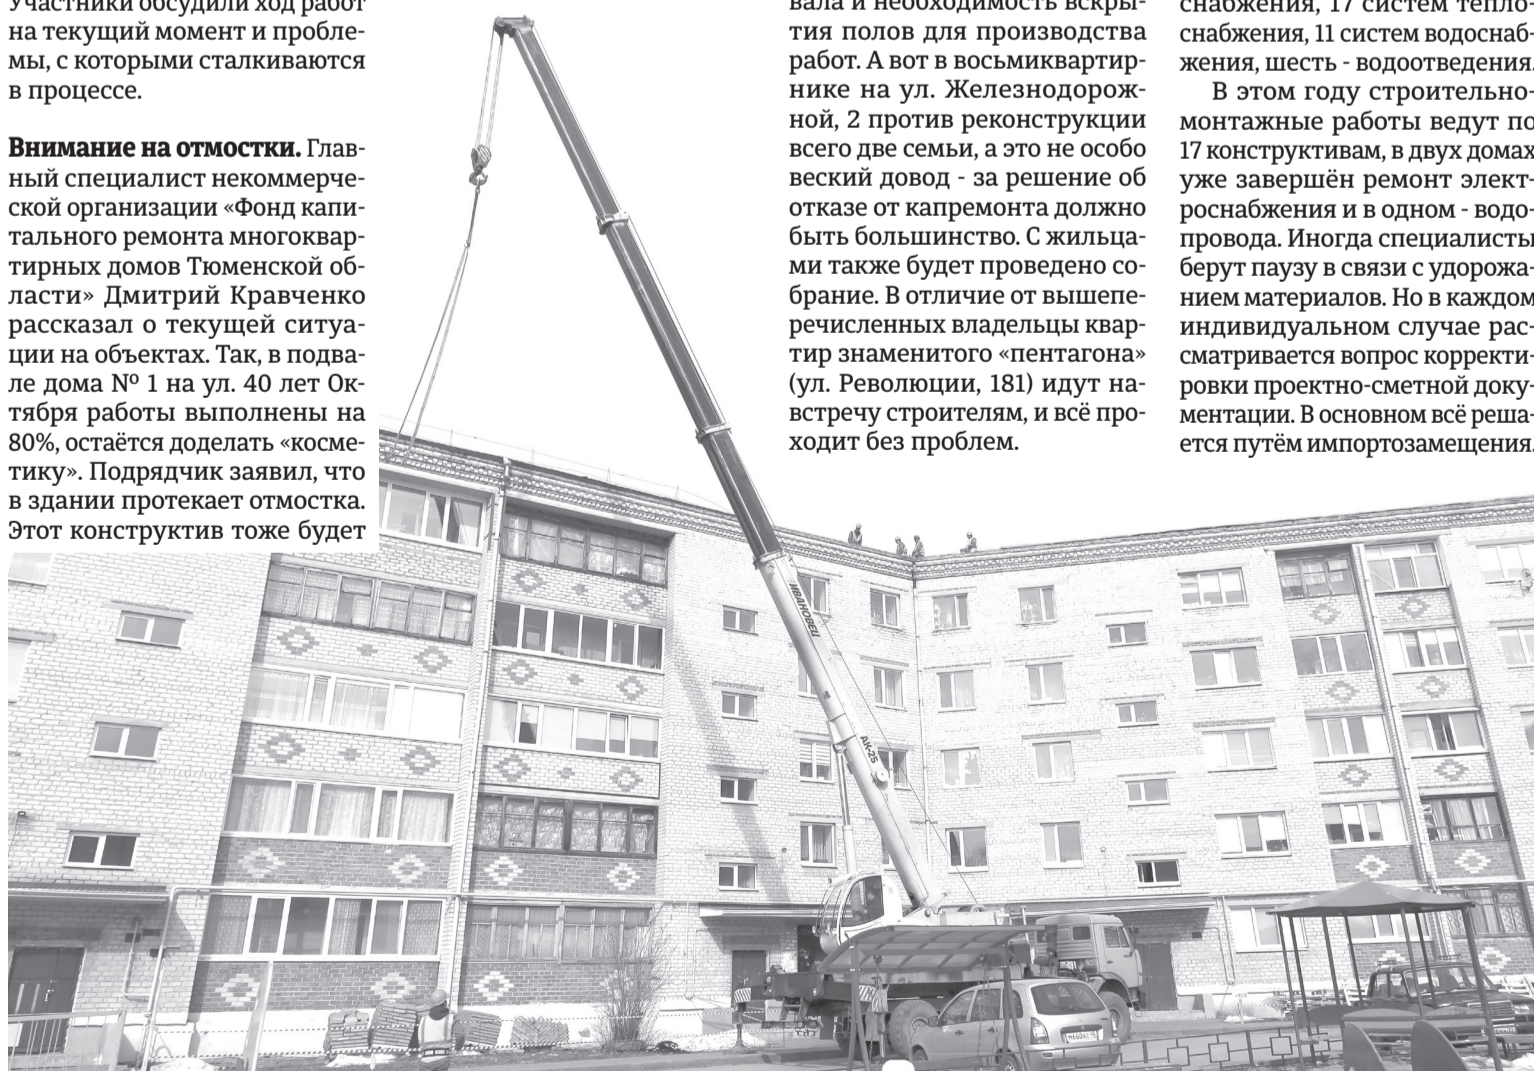 Участники обсудили ход работ
на текущий момент и пробле-
мы, с которыми сталкиваются
в процессе.
Внимание на отмостки. Глав-
ный специалист некоммерче-
ской организации «Фонд капи-
тального ремонта многоквар-
тирных домов Тюменской об-
ласти» Дмитрий Кравченко
рассказал о текущей ситуа-
ции на объектах. Так, в подва-
ле дома № 1 на ул. 40 лет Ок-
тября работы выполнены на
80%, остаётся доделать «косме-
тику». Подрядчик заявил, что
в здании протекает отмостка.
Этот конструктив тоже будет
вала и необходимость вскры-
тия полов для производства
работ. А вот в восьмиквартир-
нике на ул. Железнодорож-
ной, 2 против реконструкции
всего две семьи, а это не особо
веский довод - за решение об
отказе от капремонта должно
быть большинство. С жильца-
ми также будет проведено со-
брание. В отличие от вышепе-
речисленных владельцы квар-
тир знаменитого «пентагона»
(ул. Революции, 181) идут на-
встречу строителям, и всё про-
ходит без проблем.
снабжения, 17 систем тепло-
снабжения, 11 систем водоснаб-
жения, шесть - водоотведения.
В этом году строительно-
монтажные работы ведут по
17 конструктивам, в двух домах
уже завершён ремонт элект-
роснабжения и в одном - водо-
провода. Иногда специалисты
берут паузу в связи с удорожа-
нием материалов. Но в каждом
индивидуальном случае рас-
сматривается вопрос корректи-
ровки проектно-сметной доку-
ментации. В основном всё реша-
ется путём импортозамещения.
ИВАНОВЕЦ
АК-25